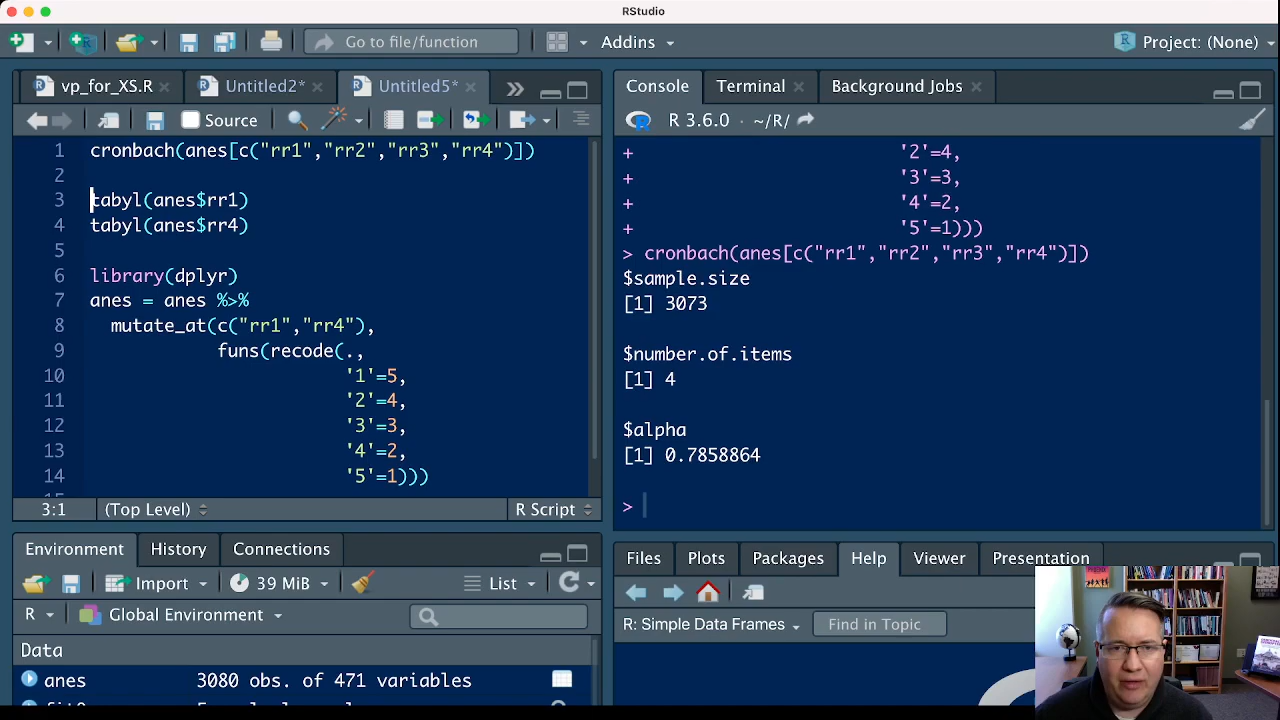 RStudio
Go to file/function
Addins
Project: (None)
vp_for_XS.R
Untitled2*
Untitled5*
Source
1 cronbach(anes[c("rr1","rr2","rr3","rr4")])
2
3 tabyl(anes$rr1)
4 tabyl(anes$rr4)
5
6 library(dplyr)
7 anes = anes %>%
8 mutate_at(c("rr1","rr4"),
9 funs(recode(.,
10 '1'=5,
11 '2'=4,
12 '3'=3,
13 '4'=2,
14 '5'=1)))
3:1 (Top Level) R Script
Environment History Connections
Import 39 MiB List
R Global Environment
Data
anes 3080 obs. of 471 variables
Console Terminal Background Jobs
R 3.6.0 · ~/R/
+ '2'=4,
+ '3'=3,
+ '4'=2,
+ '5'=1)))
> cronbach(anes[c("rr1","rr2","rr3","rr4")])
$sample.size
[1] 3073
$number.of.items
[1] 4
$alpha
[1] 0.7858864
>
Files Plots Packages Help Viewer Presentation
R: Simple Data Frames Find in Topic